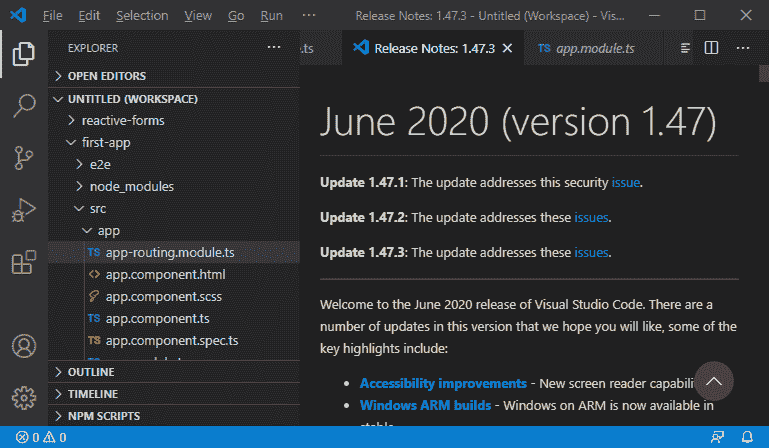 File Edit Selection View Go Run ··· Release Notes: 1.47.3 - Untitled (Workspace) - Vis...
EXPLORER ···
OPEN EDITORS
UNTITLED (WORKSPACE)
reactive-forms
first-app
e2e
node_modules
src
app
TS app-routing.module.ts
<> app.component.html
app.component.scss
TS app.component.ts
TS app.component.spec.ts
OUTLINE
TIMELINE
NPM SCRIPTS
.ts Release Notes: 1.47.3 TS app.module.ts ···
June 2020 (version 1.47)
Update 1.47.1: The update addresses this security issue.
Update 1.47.2: The update addresses these issues.
Update 1.47.3: The update addresses these issues.
Welcome to the June 2020 release of Visual Studio Code. There are a
number of updates in this version that we hope you will like, some of the
key highlights include:
• Accessibility improvements - New screen reader capabili
• Windows ARM builds - Windows on ARM is now available in
0 0